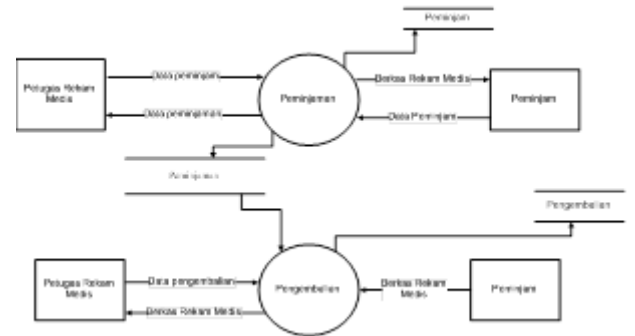 Peminjam
Petugas Rekam
Medis
Data peminjam
Peminjaman
Berkas Rekam Medis
Peminjam
Data peminjaman
Data Peminjam
Peminjaman
Pengembalian
Petugas Rekam
Medis
Data pengembalian
Berkas Rekam Medis
Pengembalian
Berkas Rekam
Medis
Peminjam